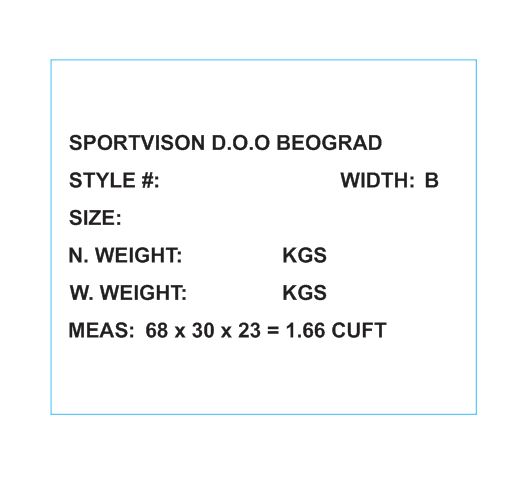 SPORTVISON D.O.O BEOGRAD
STYLE #: WIDTH: B
SIZE:
N. WEIGHT: KGS
W. WEIGHT: KGS
MEAS: 68 x 30 x 23 = 1.66 CUFT